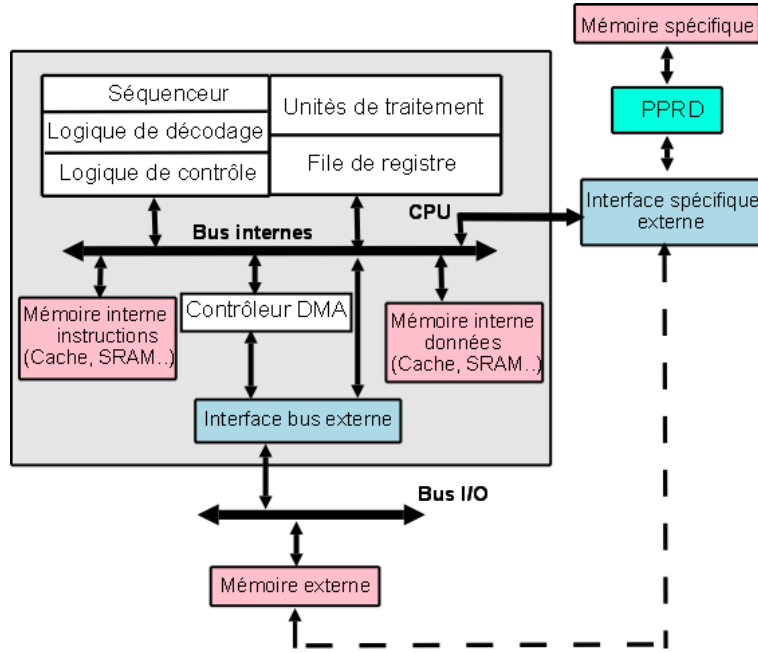 Mémoire spécifique
PPRD
Interface spécifique
externe
Séquenceur
Logique de décodage
Logique de contrôle
Unitès de traitement
File de registre
CPU
Bus internes
Mémoire interne
instructions
(Cache, SRAM..)
Contrôleur DMA
Mémoire interne
données
(Cache, SRAM..)
Interface bus externe
Bus I/O
Mémoire externe